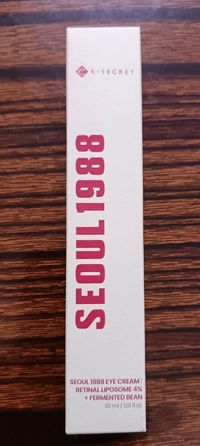 K-SECRET
SEOUL1988
SEOUL 1988 EYE CREAM :
RETINAL LIPOSOME 4%
+ FERMENTED BEAN
30 ml / 1.01 fl.oz.